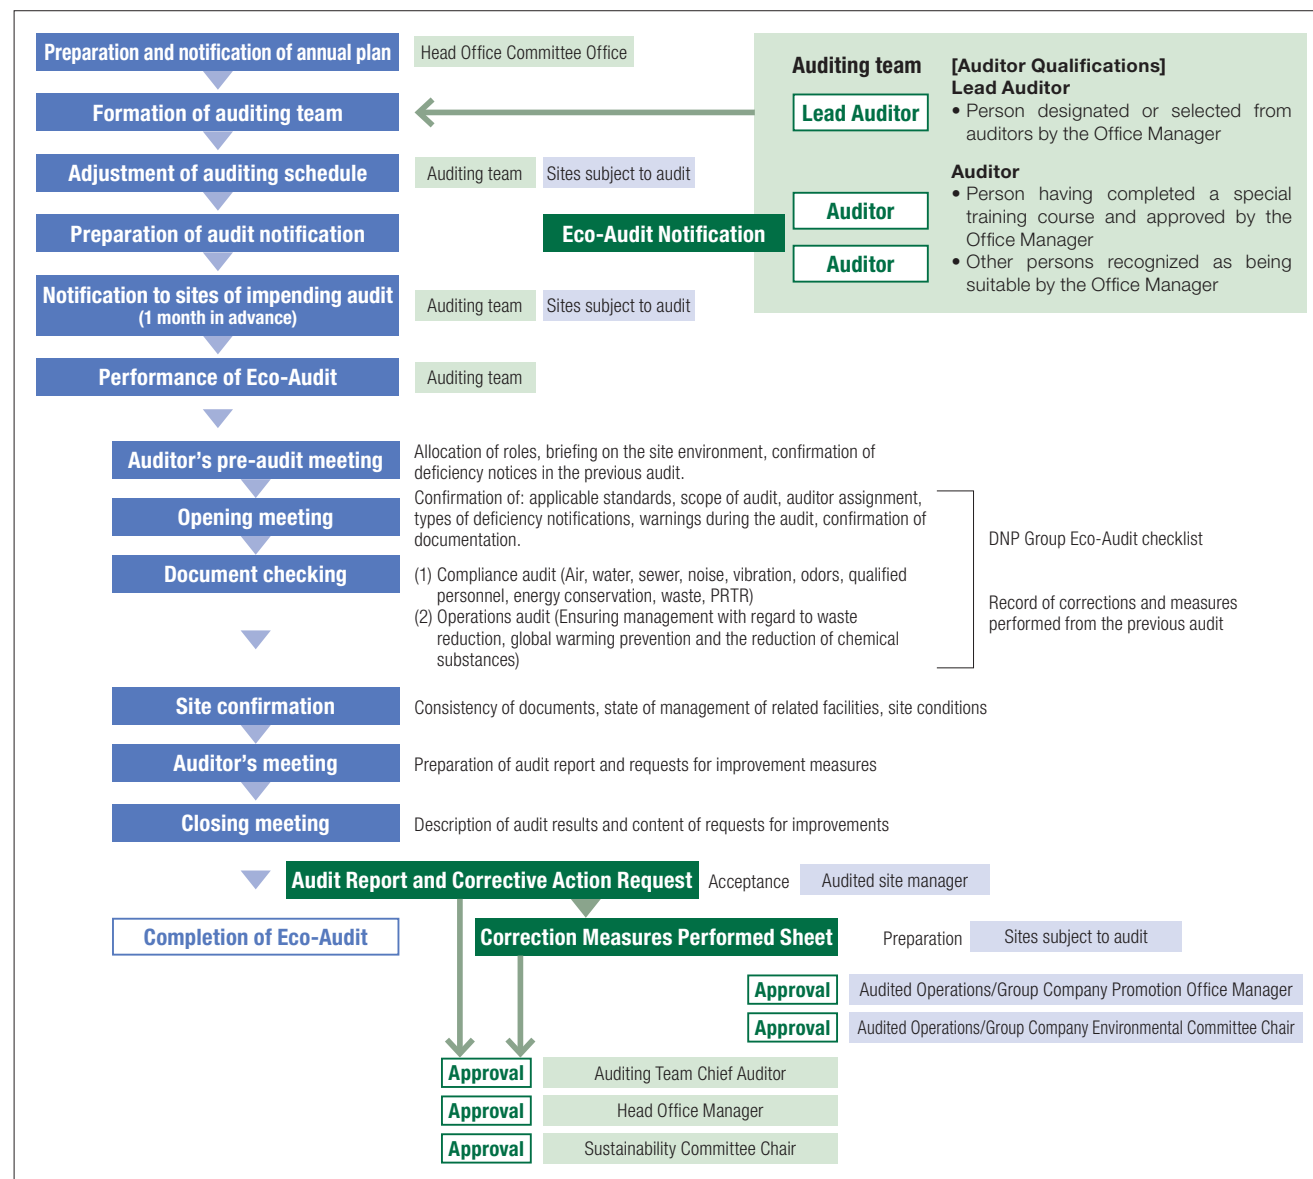 Preparation and notification of annual plan
Head Office Committee Office
Formation of auditing team
Auditing team
Lead Auditor
Auditor
Auditor
[Auditor Qualifications]
Lead Auditor
• Person designated or selected from
auditors by the Office Manager
Auditor
• Person having completed a special
training course and approved by the
Office Manager
• Other persons recognized as being
suitable by the Office Manager
Adjustment of auditing schedule
Auditing team
Sites subject to audit
Preparation of audit notification
Eco-Audit Notification
Notification to sites of impending audit
(1 month in advance)
Auditing team
Sites subject to audit
Performance of Eco-Audit
Auditing team
Auditor's pre-audit meeting
Allocation of roles, briefing on the site environment, confirmation of
deficiency notices in the previous audit.
Opening meeting
Confirmation of: applicable standards, scope of audit, auditor assignment,
types of deficiency notifications, warnings during the audit, confirmation of
documentation.
Document checking
(1) Compliance audit (Air, water, sewer, noise, vibration, odors, qualified
personnel, energy conservation, waste, PRTR)
(2) Operations audit (Ensuring management with regard to waste
reduction, global warming prevention and the reduction of chemical
substances)
DNP Group Eco-Audit checklist
Record of corrections and measures
performed from the previous audit
Site confirmation
Consistency of documents, state of management of related facilities, site conditions
Auditor's meeting
Preparation of audit report and requests for improvement measures
Closing meeting
Description of audit results and content of requests for improvements
Audit Report and Corrective Action Request
Acceptance
Audited site manager
Completion of Eco-Audit
Correction Measures Performed Sheet
Preparation
Sites subject to audit
Approval
Audited Operations/Group Company Promotion Office Manager
Approval
Audited Operations/Group Company Environmental Committee Chair
Approval
Auditing Team Chief Auditor
Approval
Head Office Manager
Approval
Sustainability Committee Chair